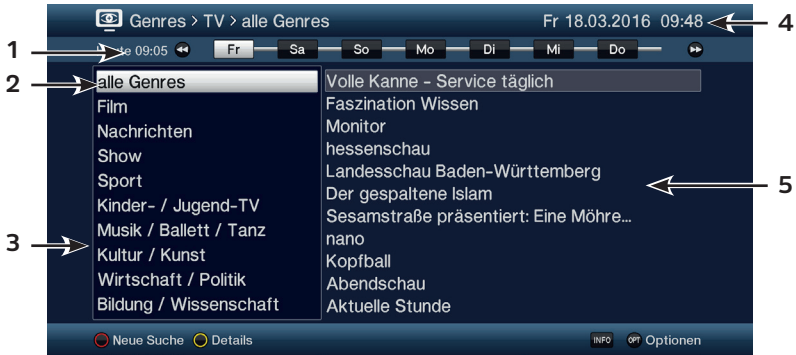 Genres > TV > alle Genres
Fr 18.03.2016 09:48
4
1
09:05 Fr Sa So Mo Di Mi Do
2
alle Genres
Film
Nachrichten
Show
Sport
Kinder- / Jugend-TV
Musik / Ballett / Tanz
3
Kultur / Kunst
Wirtschaft / Politik
Bildung / Wissenschaft
Volle Kanne - Service täglich
Faszination Wissen
Monitor
hessenschau
Landesschau Baden-Württemberg
5
Der gespaltene Islam
Sesamstraße präsentiert: Eine Möhre...
nano
Kopfball
Abendschau
Aktuelle Stunde
Neue Suche Details
INFO OPT Optionen